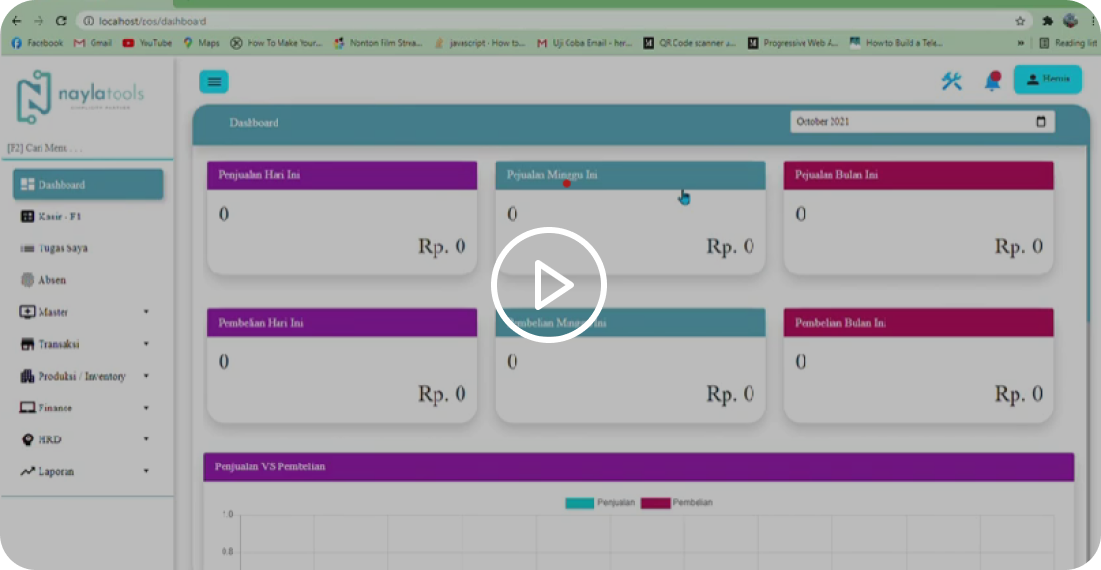 localhost/pos/dashboard
Facebook Gmail YouTube Maps How To Make Your... Nonton Film Strea... javascript - How to... Uji Coba Email - her... QR Code scanner a... Progressive Web A... How to Build a Tele... » Reading list
naylatools
[F2] Cari Menu . . .
Dashboard
Kasir - F1
Tugas Saya
Absen
Master
Transaksi
Produksi / Inventory
Finance
HRD
Laporan
Dashboard
October 2021
Penjualan Hari Ini
0
Rp. 0
Pejualan Minggu Ini
0
Rp. 0
Pejualan Bulan Ini
0
Rp. 0
Pembelian Hari Ini
0
Rp. 0
Pembelian Minggu Ini
0
Rp. 0
Pembelian Bulan Ini
0
Rp. 0
Penjualan VS Pembelian
Penjualan Pembelian
1.0
0.8